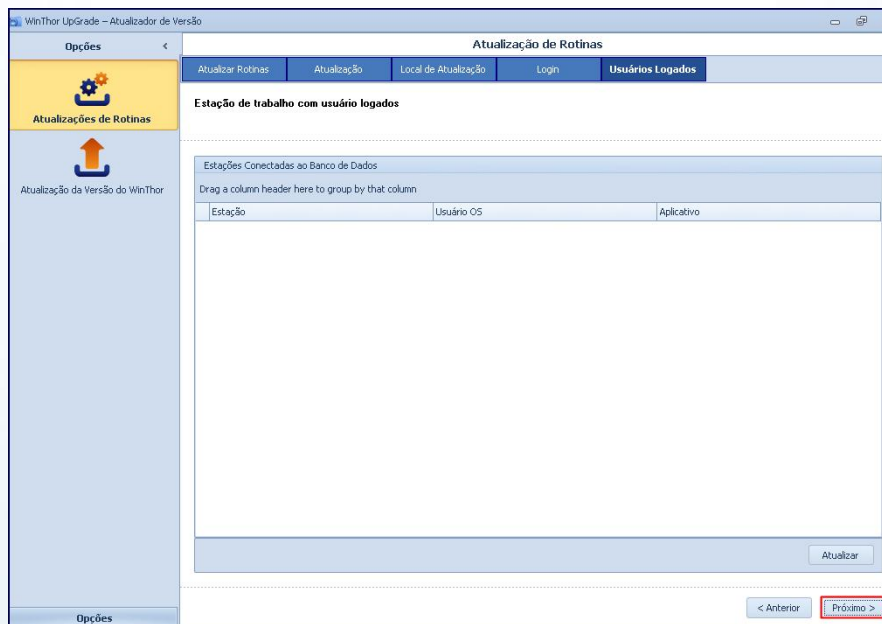 WinThor UpGrade – Atualizador de Versão
Opções <
Atualização de Rotinas
Atualizar Rotinas Atualização Local de Atualização Login Usuários Logados
Estação de trabalho com usuário logados
Atualizações de Rotinas
Estações Conectadas ao Banco de Dados
Atualização da Versão do WinThor
Drag a column header here to group by that column
Estação Usuário OS Aplicativo
Atualizar
< Anterior Próximo >
Opções